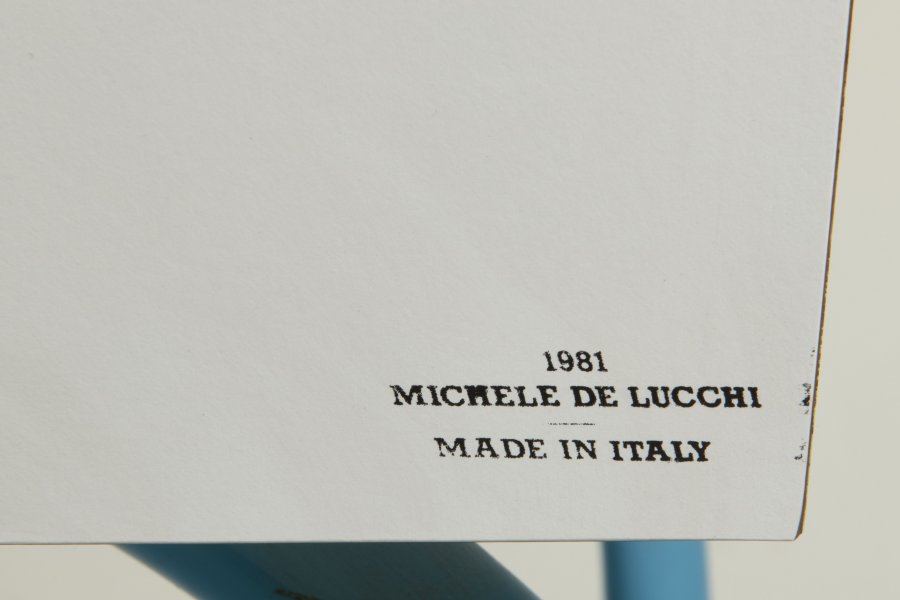 1981
MICHELE DE LUCCHI
MADE IN ITALY